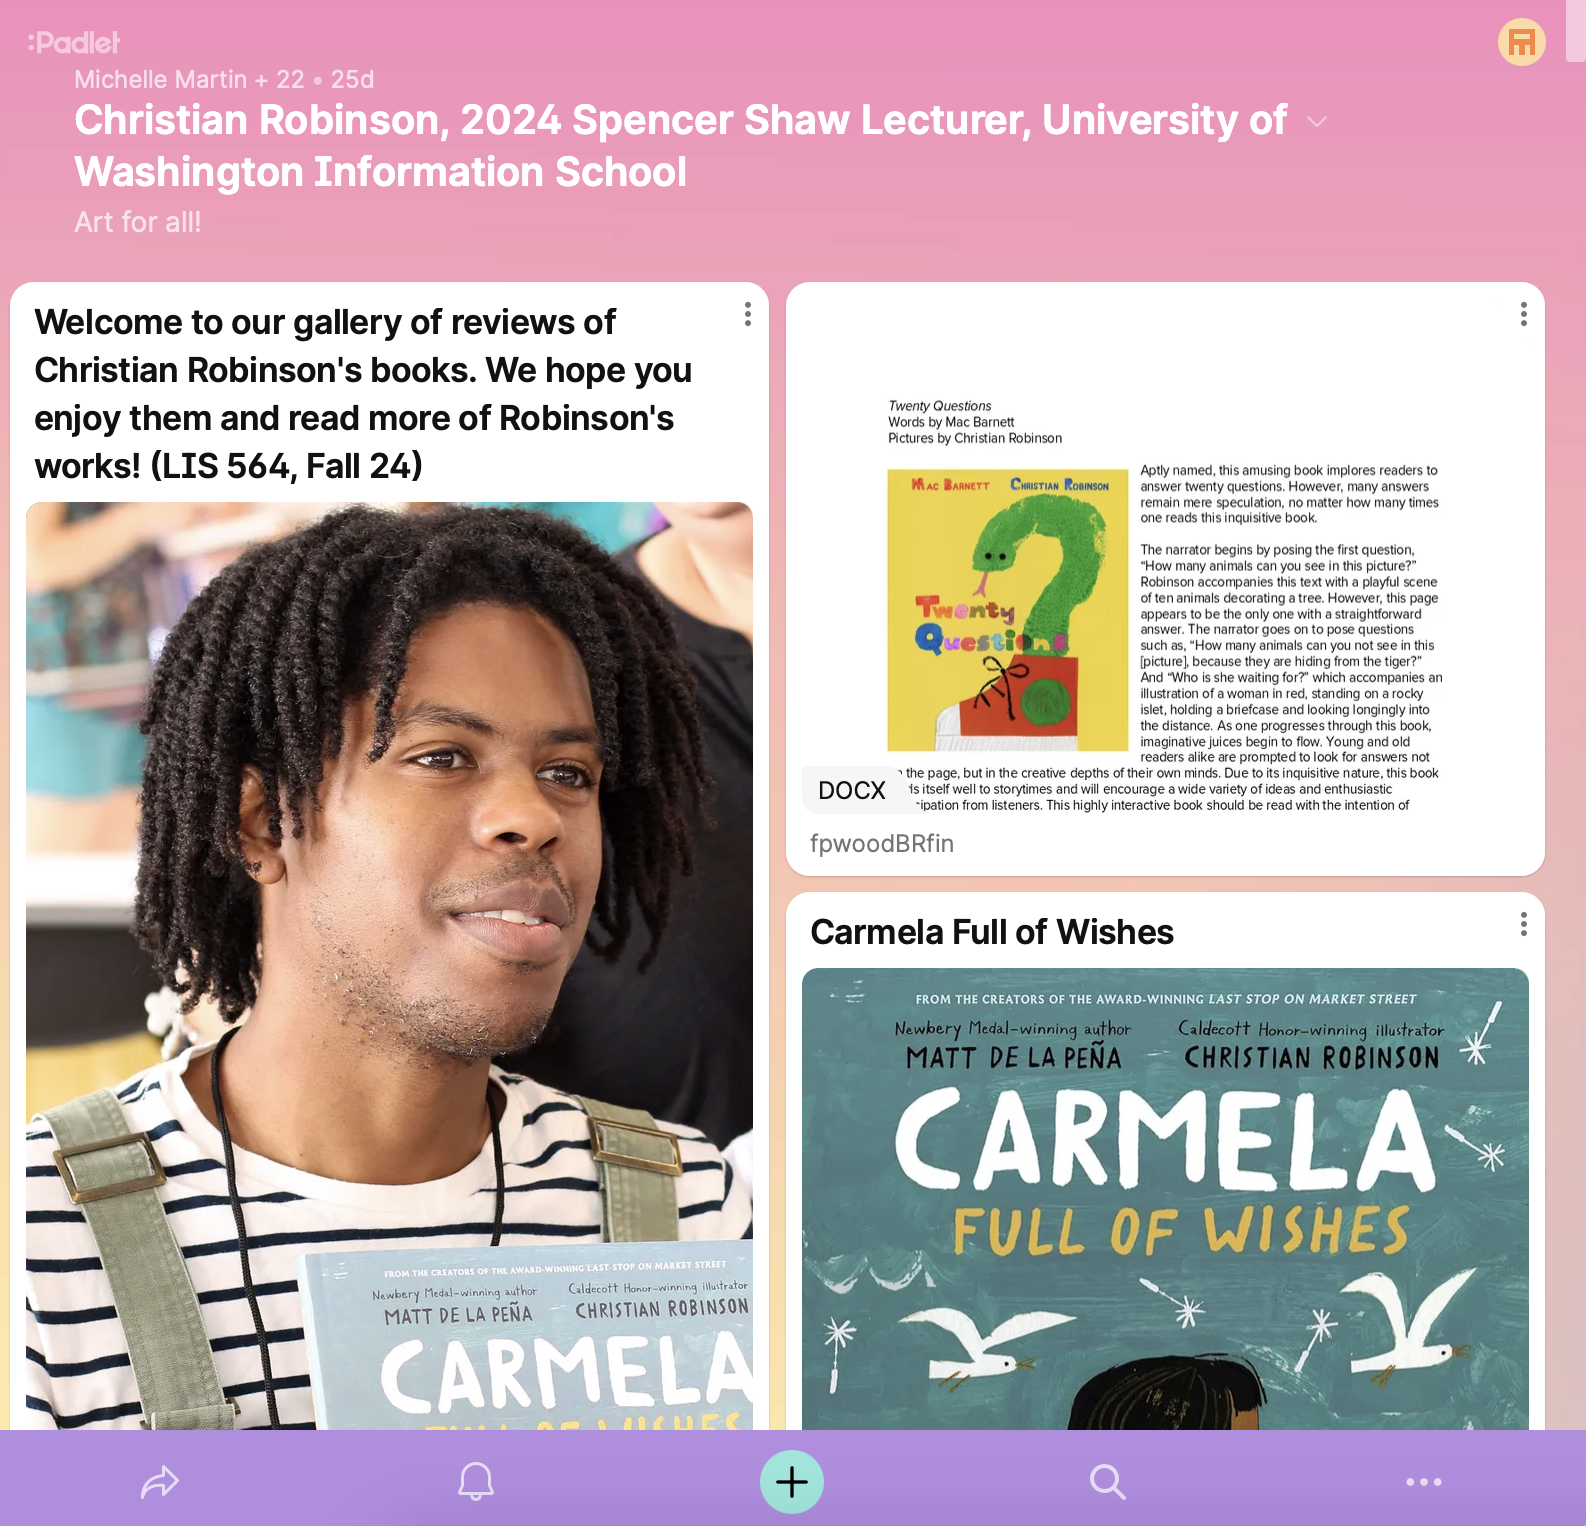 :Padlet
Michelle Martin + 22 • 25d
Christian Robinson, 2024 Spencer Shaw Lecturer, University of
Washington Information School
Art for all!
Welcome to our gallery of reviews of
Christian Robinson's books. We hope you
enjoy them and read more of Robinson's
works! (LIS 564, Fall 24)
FROM THE CREATORS OF THE AWARD-WINNING LAST STOP ON MARKET STREET
Newbery Medal-winning author
MATT DE LA PEÑA
Caldecott Honor-winning illustrator
CHRISTIAN ROBINSON
CARMELA
FULL OF WISHES
Twenty Questions
Words by Mac Barnett
Pictures by Christian Robinson
MAC BARNETT CHRISTIAN ROBINSON
Twenty
Questions
Aptly named, this amusing book implores readers to
answer twenty questions. However, many answers
remain mere speculation, no matter how many times
one reads this inquisitive book.
The narrator begins by posing the first question,
“How many animals can you see in this picture?”
Robinson accompanies this text with a playful scene
of ten animals decorating a tree. However, this page
appears to be the only one with a straightforward
answer. The narrator goes on to pose questions
such as, “How many animals can you not see in this
[picture], because they are hiding from the tiger?”
And “Who is she waiting for?” which accompanies an
illustration of a woman in red, standing on a rocky
islet, holding a briefcase and looking longingly into
the distance. As one progresses through this book,
imaginative juices begin to flow. Young and old
readers alike are prompted to look for answers not
the page, but in the creative depths of their own minds. Due to its inquisitive nature, this book
itself well to storytimes and will encourage a wide variety of ideas and enthusiastic
from listeners. This highly interactive book should be read with the intention of
DOCX
fpwoodBRfin
Carmela Full of Wishes
FROM THE CREATORS OF THE AWARD-WINNING LAST STOP ON MARKET STREET
Newbery Medal-winning author
MATT DE LA PEÑA
Caldecott Honor-winning illustrator
CHRISTIAN ROBINSON
CARMELA
FULL OF WISHES